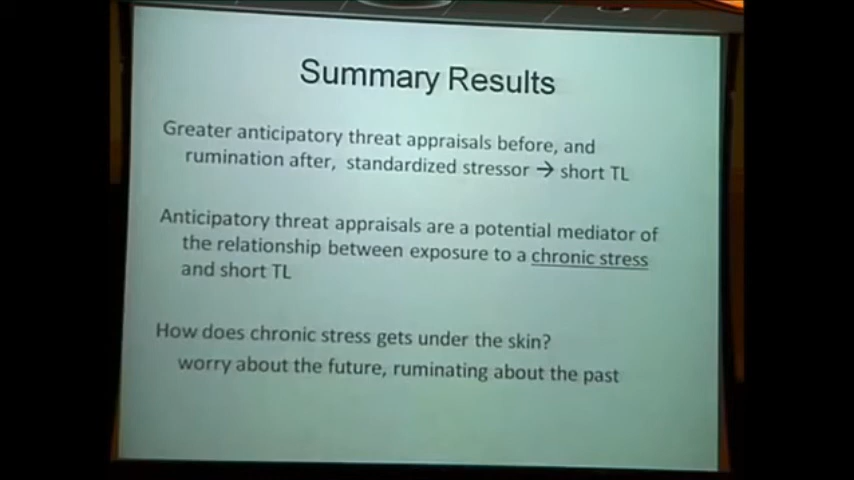 Summary Results
Greater anticipatory threat appraisals before, and
rumination after, standardized stressor → short TL
Anticipatory threat appraisals are a potential mediator of
the relationship between exposure to a chronic stress
and short TL
How does chronic stress gets under the skin?
worry about the future, ruminating about the past